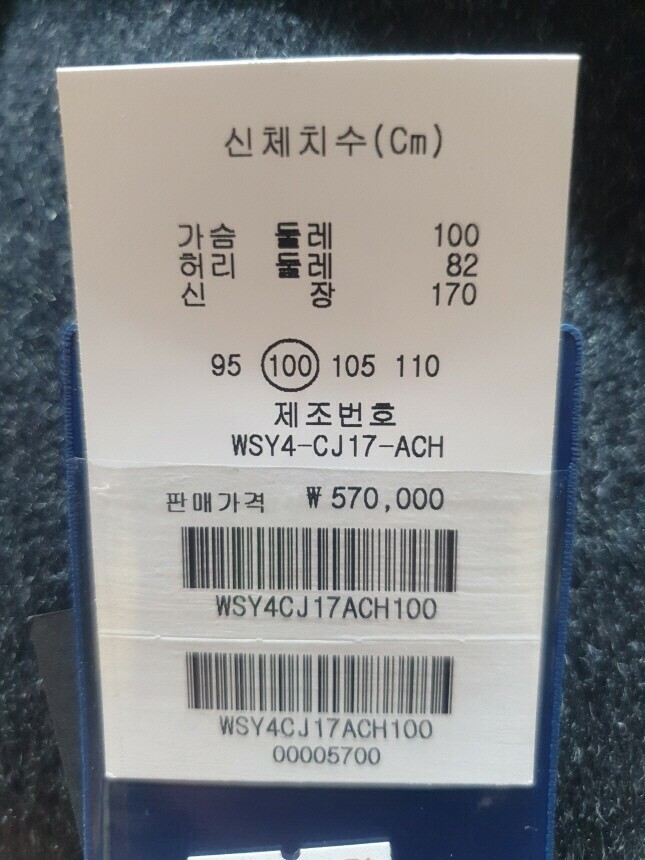 신체치수(Cm)
가슴 둘레 100
허리 둘레 82
신 장 170
95 100 105 110
제조번호
WSY4-CJ17-ACH
판매가격 ₩570,000
WSY4CJ17ACH100
WSY4CJ17ACH100
00005700